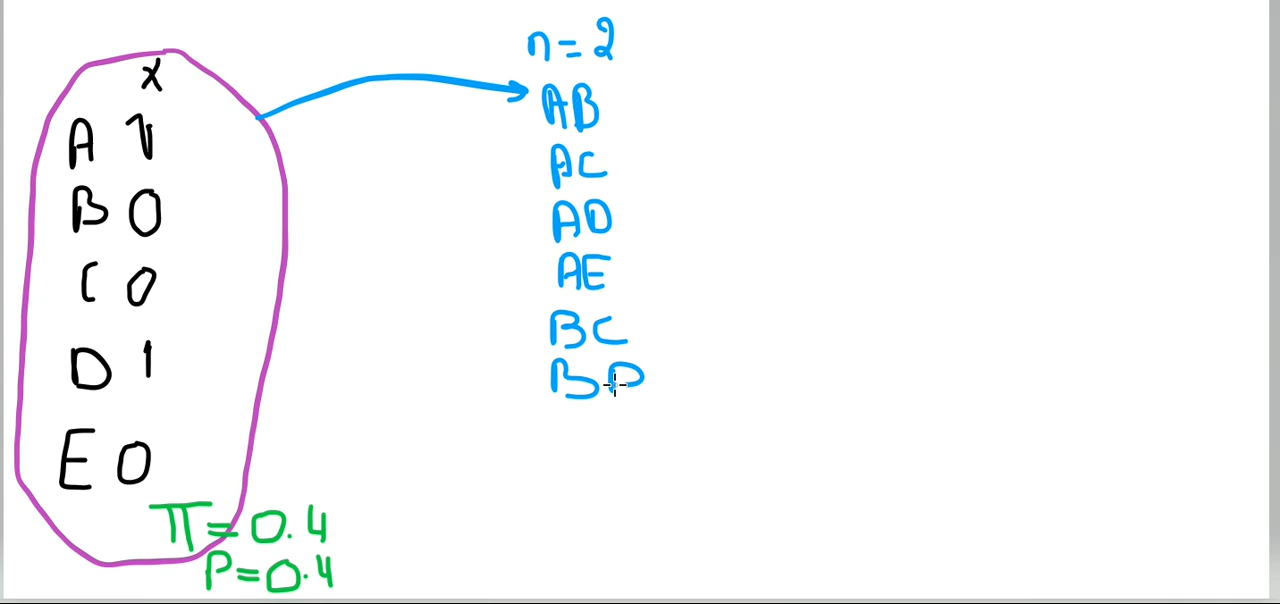 x
A 1
B 0
C 0
D 1
E 0
π = 0.4
P = 0.4
n = 2
AB
AC
AD
AE
BC
BD